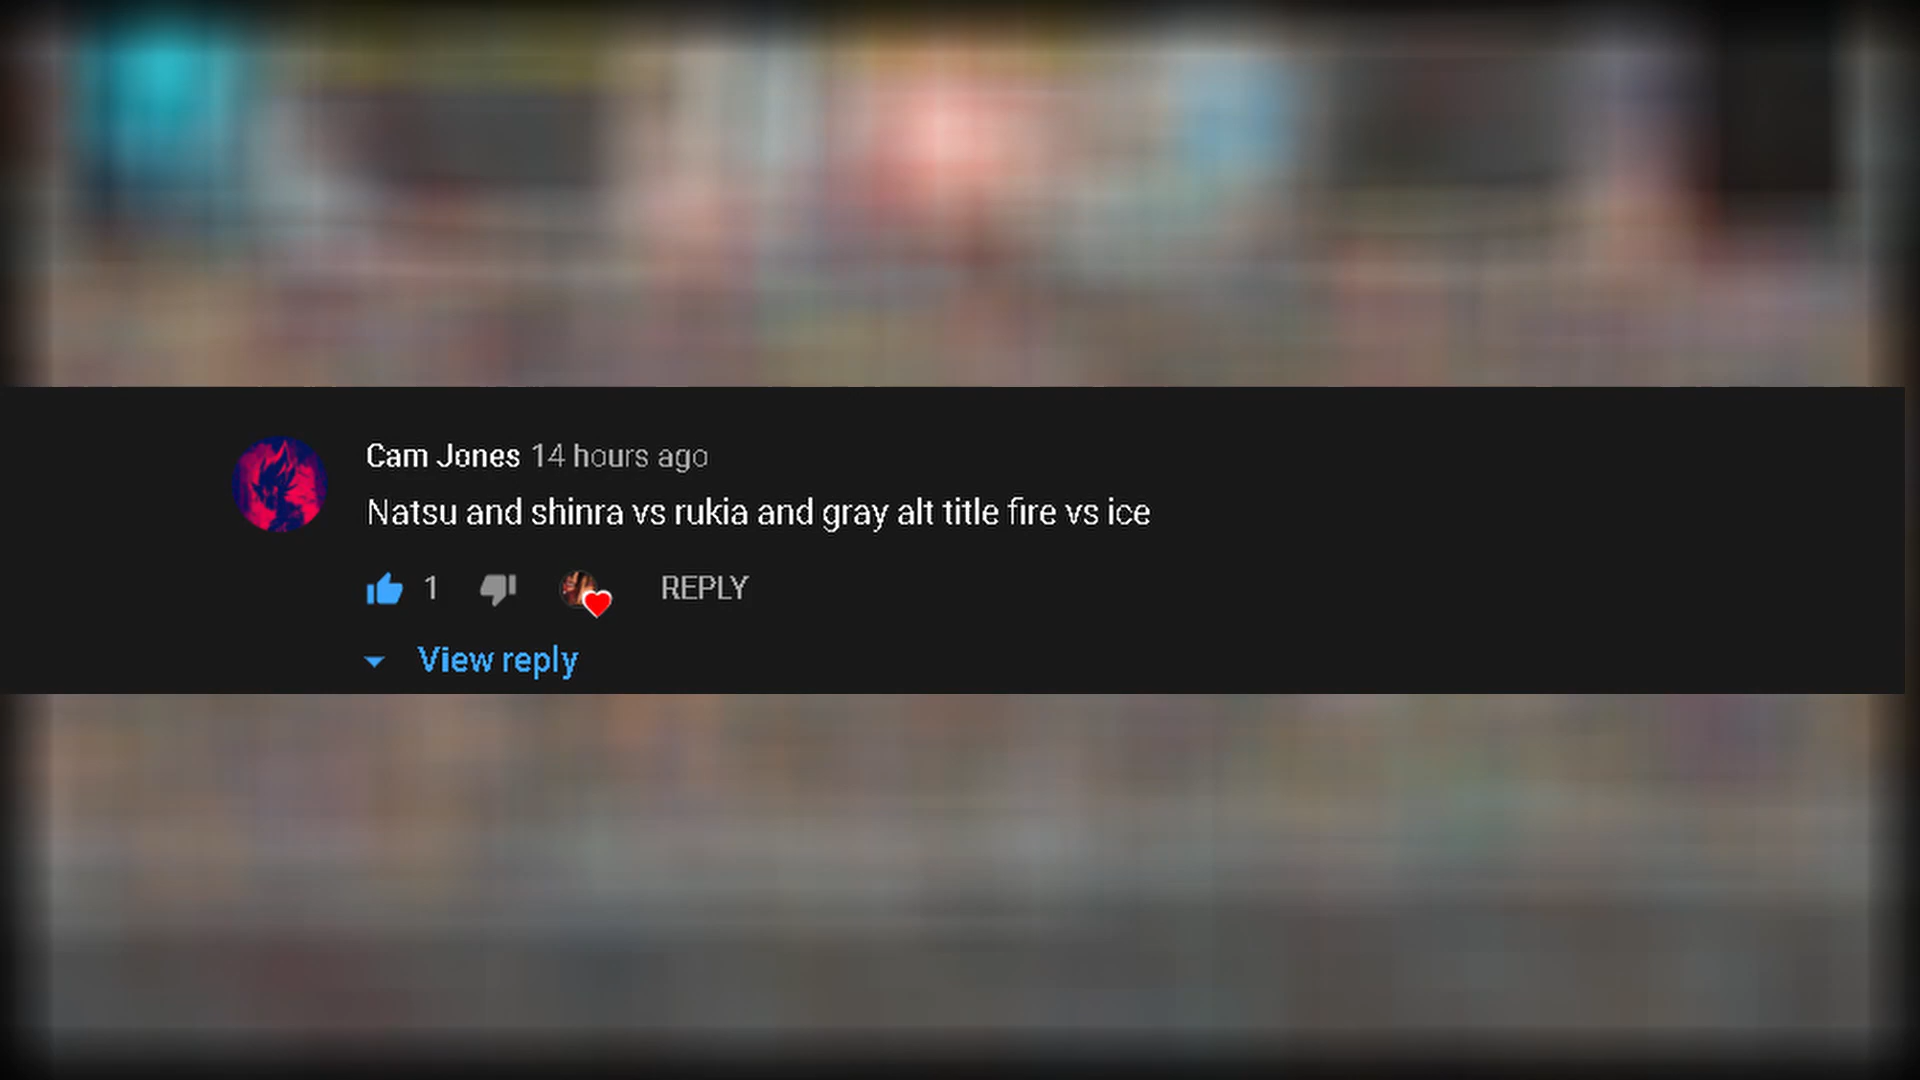 Cam Jones 14 hours ago
Natsu and shinra vs rukia and gray alt title fire vs ice
1 REPLY
View reply